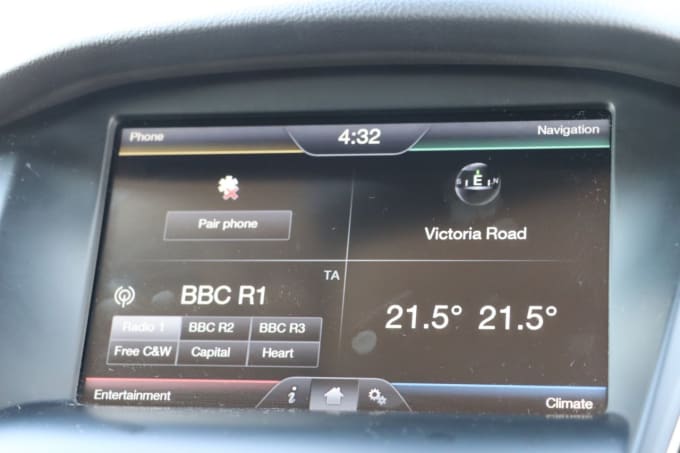 Phone
4:32
Navigation
S E N
Pair phone
Victoria Road
TA
BBC R1
Radio 1 BBC R2 BBC R3
Free C&W Capital Heart
21.5° 21.5°
Entertainment
i
Climate